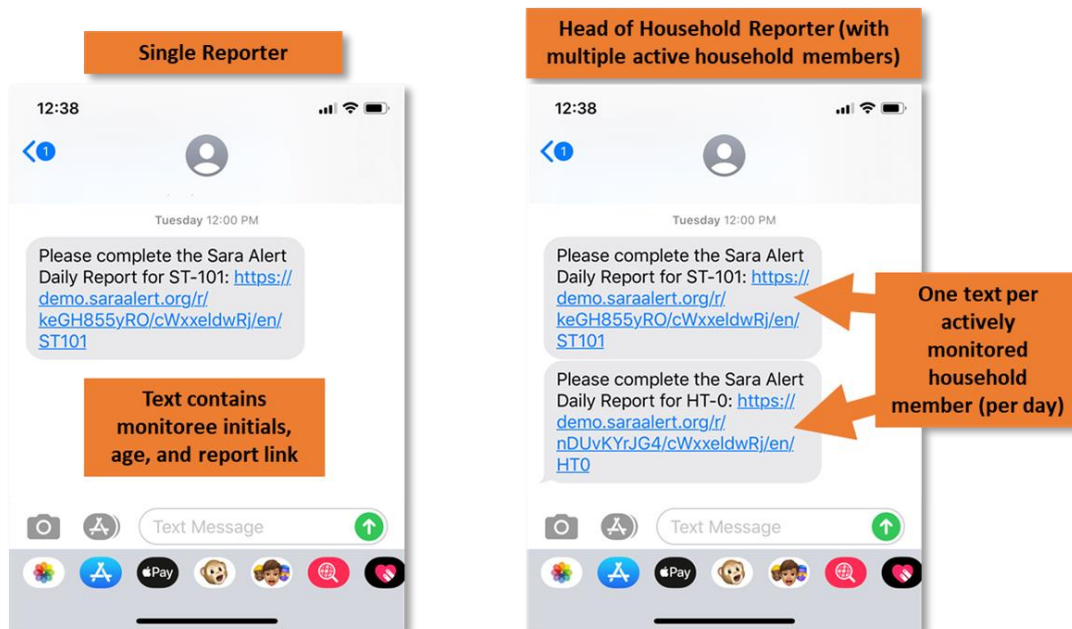 Single Reporter
12:38
1
Tuesday 12:00 PM
Please complete the Sara Alert
Daily Report for ST-101: https://
demo.saraalert.org/r/
keGH855yRO/cWxxeldwRj/en/
ST101
Text contains
monitoree initials,
age, and report link
Text Message
Pay
Head of Household Reporter (with
multiple active household members)
12:38
1
Tuesday 12:00 PM
Please complete the Sara Alert
Daily Report for ST-101: https://
demo.saraalert.org/r/
keGH855yRO/cWxxeldwRj/en/
ST101
Please complete the Sara Alert
Daily Report for HT-0: https://
demo.saraalert.org/r/
nDUvKYrJG4/cWxxeldwRj/en/
HT0
One text per
actively
monitored
household
member (per day)
Text Message
Pay